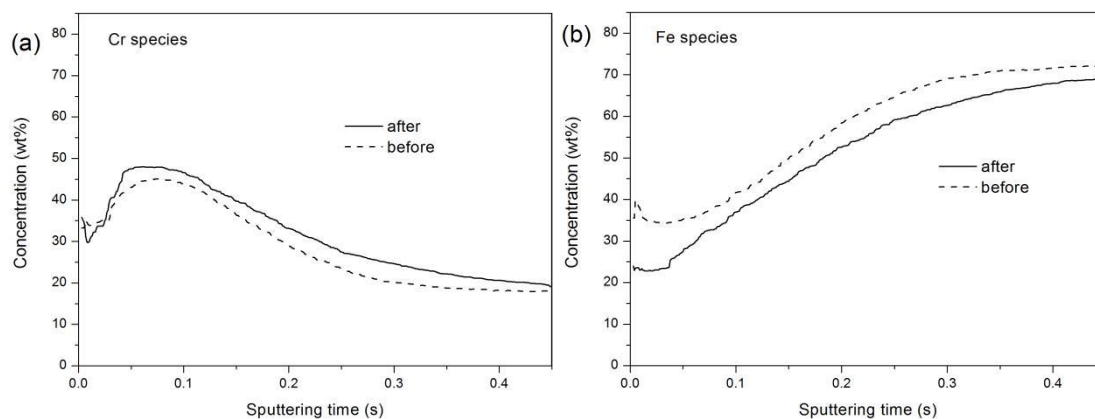 (a)
Cr species
after
before
Concentration (wt%)
80
70
60
50
40
30
20
10
0
0.0 0.1 0.2 0.3 0.4
Sputtering time (s)
(b)
Fe species
after
before
Concentration (wt%)
80
70
60
50
40
30
20
10
0
0.0 0.1 0.2 0.3 0.4
Sputtering time (s)